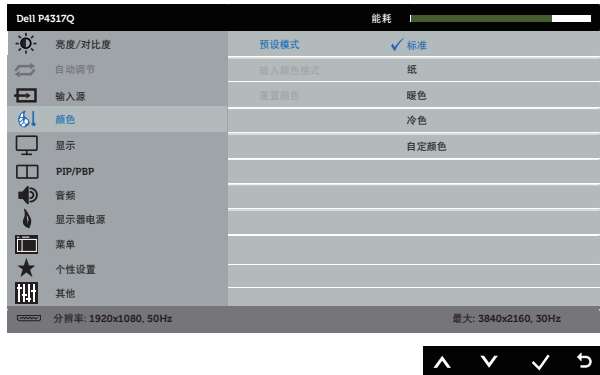 Dell P4317Q 能耗
亮度/对比度 预设模式 标准
自动调节 输入颜色格式 纸
输入源 重置颜色 暖色
颜色 冷色
显示 自定颜色
PIP/PBP
音频
显示器电源
菜单
个性设置
其他
分辨率: 1920x1080, 50Hz 最大: 3840x2160, 30Hz